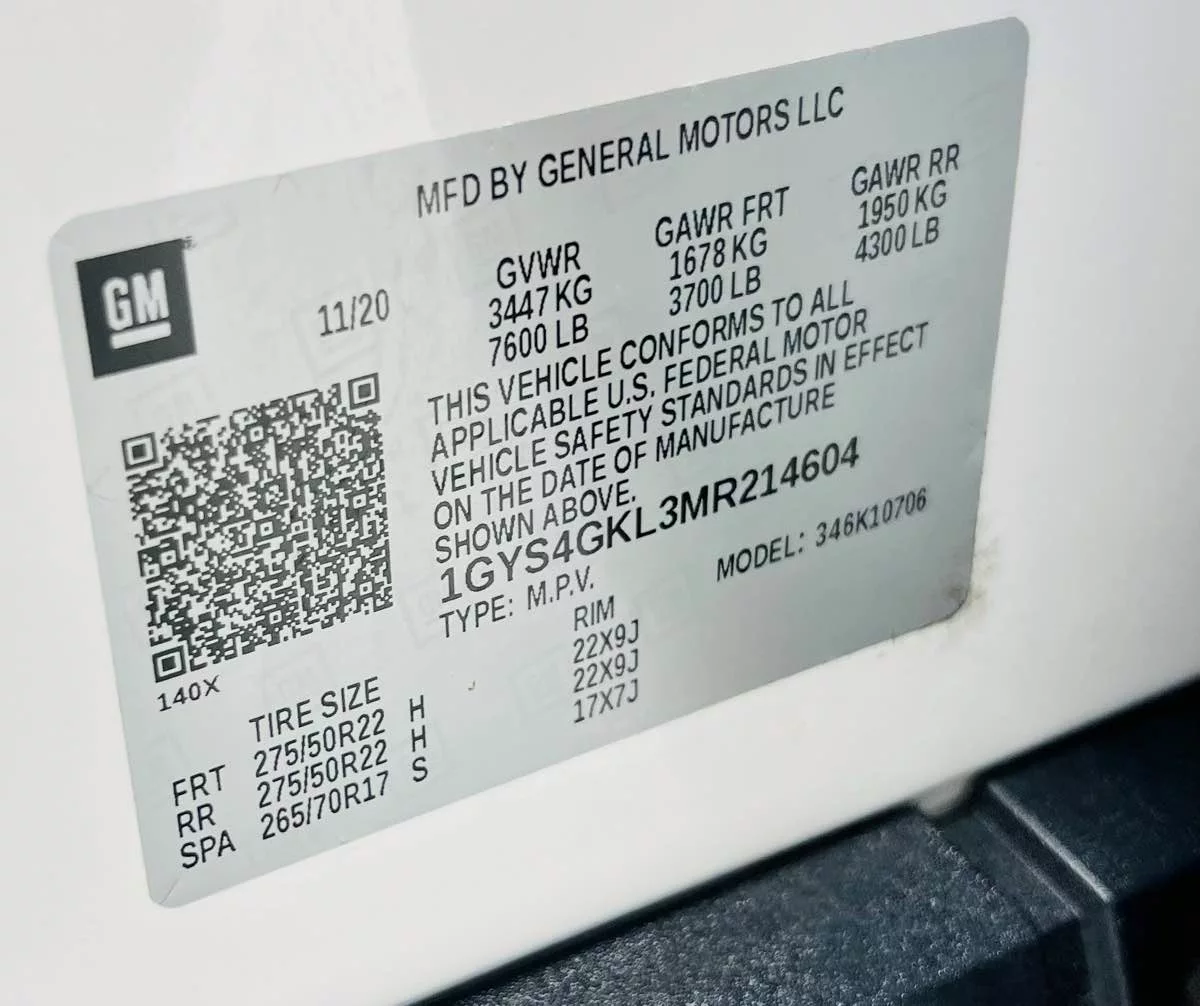 MFD BY GENERAL MOTORS LLC
GM
11/20
GVWR GAWR FRT GAWR RR
3447 KG 1678 KG 1950 KG
7600 LB 3700 LB 4300 LB
THIS VEHICLE CONFORMS TO ALL
APPLICABLE U.S. FEDERAL MOTOR
VEHICLE SAFETY STANDARDS IN EFFECT
ON THE DATE OF MANUFACTURE
SHOWN ABOVE.
1GYS4GKL3MR214604
TYPE: M.P.V. MODEL: 346K10706
140X
TIRE SIZE RIM
FRT 275/50R22 H 22X9J
RR 275/50R22 H 22X9J
SPA 265/70R17 S 17X7J